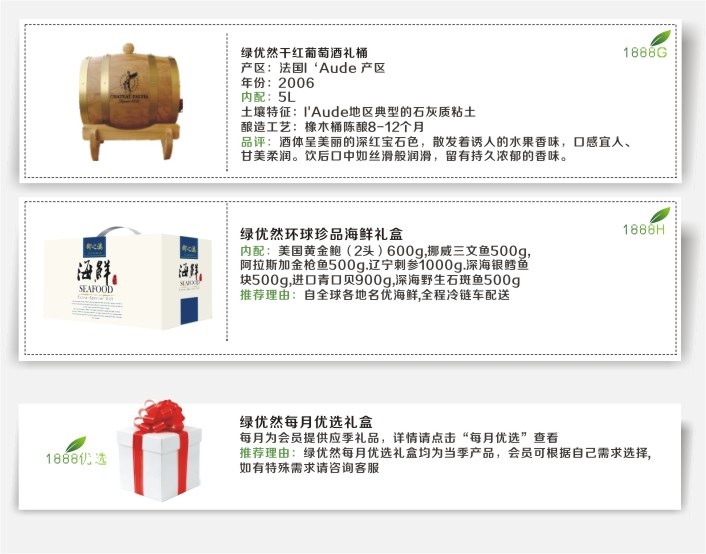 绿优然干红葡萄酒礼桶
1888G
产区：法国l‘Aude 产区
年份：2006
内配：5L
土壤特征：l'Aude地区典型的石灰质粘土
酿造工艺：橡木桶陈酿8-12个月
品评：酒体呈美丽的深红宝石色，散发着诱人的水果香味，口感宜人、
甘美柔润。饮后口中如丝滑般润滑，留有持久浓郁的香味。
绿优然环球珍品海鲜礼盒
1888H
内配：美国黄金鲍（2头）600g,挪威三文鱼500g,
阿拉斯加金枪鱼500g.辽宁刺参1000g,深海银鳕鱼
块500g,进口青口贝900g,深海野生石斑鱼500g
推荐理由：自全球各地名优海鲜,全程冷链车配送
海鲜
SEAFOOD
海鲜
SEAFOOD
绿优然每月优选礼盒
每月为会员提供应季礼品，详情请点击“每月优选”查看
推荐理由：绿优然每月优选礼盒均为当季产品，会员可根据自己需求选择,
如有特殊需求请咨询客服
1888优选